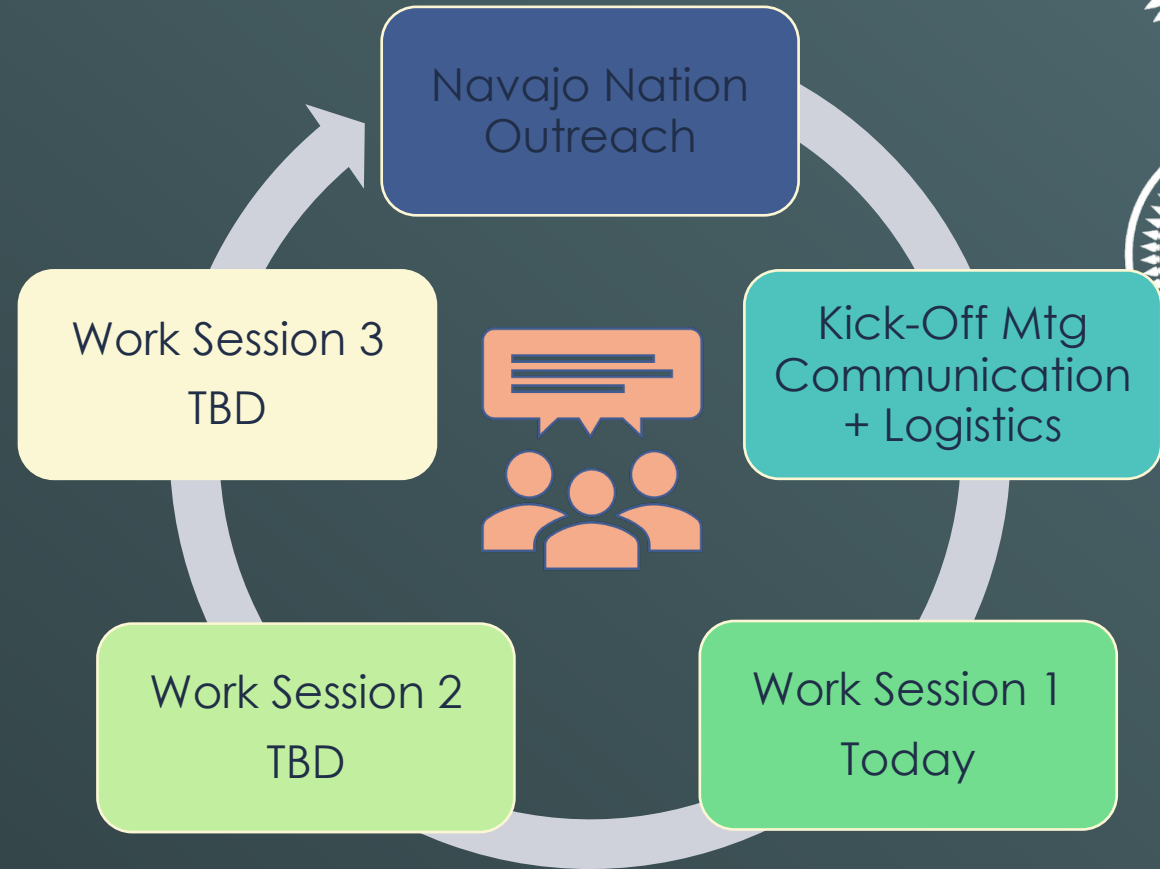 Navajo Nation
Outreach
Kick-Off Mtg
Communication
+ Logistics
Work Session 1
Today
Work Session 2
TBD
Work Session 3
TBD